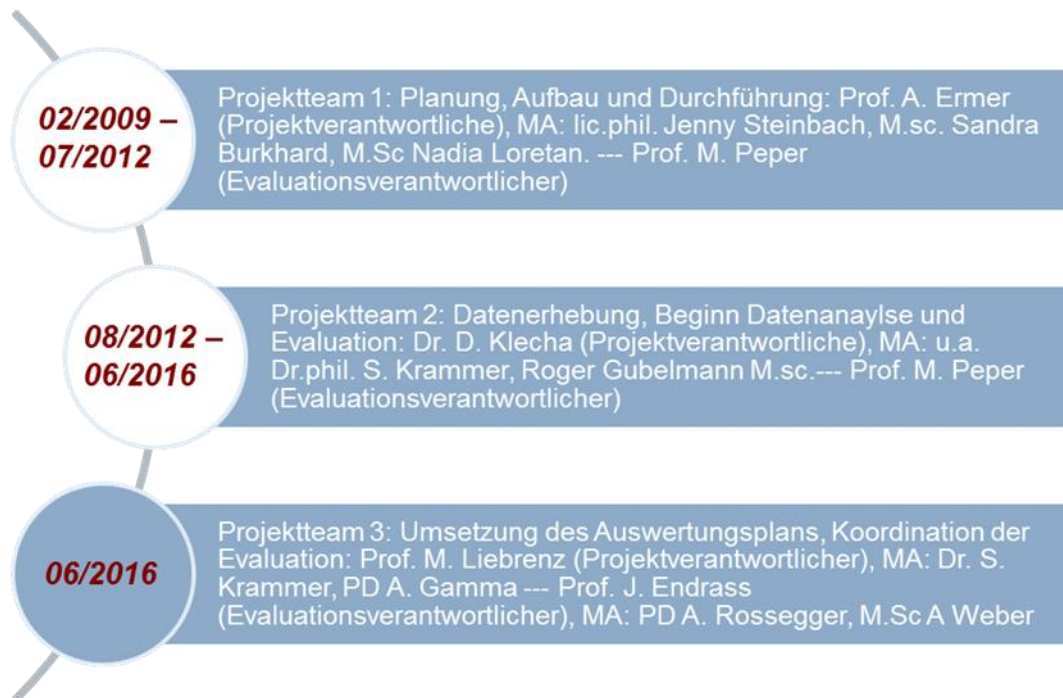 02/2009 –
07/2012
Projektteam 1: Planung, Aufbau und Durchführung: Prof. A. Ermer
(Projektverantwortliche), MA: lic.phil. Jenny Steinbach, M.sc. Sandra
Burkhard, M.Sc Nadia Loretan. --- Prof. M. Peper
(Evaluationsverantwortlicher)
08/2012 –
06/2016
Projektteam 2: Datenerhebung, Beginn Datenanaylse und
Evaluation: Dr. D. Klecha (Projektverantwortliche), MA: u.a.
Dr.phil. S. Krammer, Roger Gubelmann M.sc.--- Prof. M. Peper
(Evaluationsverantwortlicher)
06/2016
Projektteam 3: Umsetzung des Auswertungsplans, Koordination der
Evaluation: Prof. M. Liebrenz (Projektverantwortlicher), MA: Dr. S.
Krammer, PD A. Gamma --- Prof. J. Endrass
(Evaluationsverantwortlicher), MA: PD A. Rossegger, M.Sc A Weber